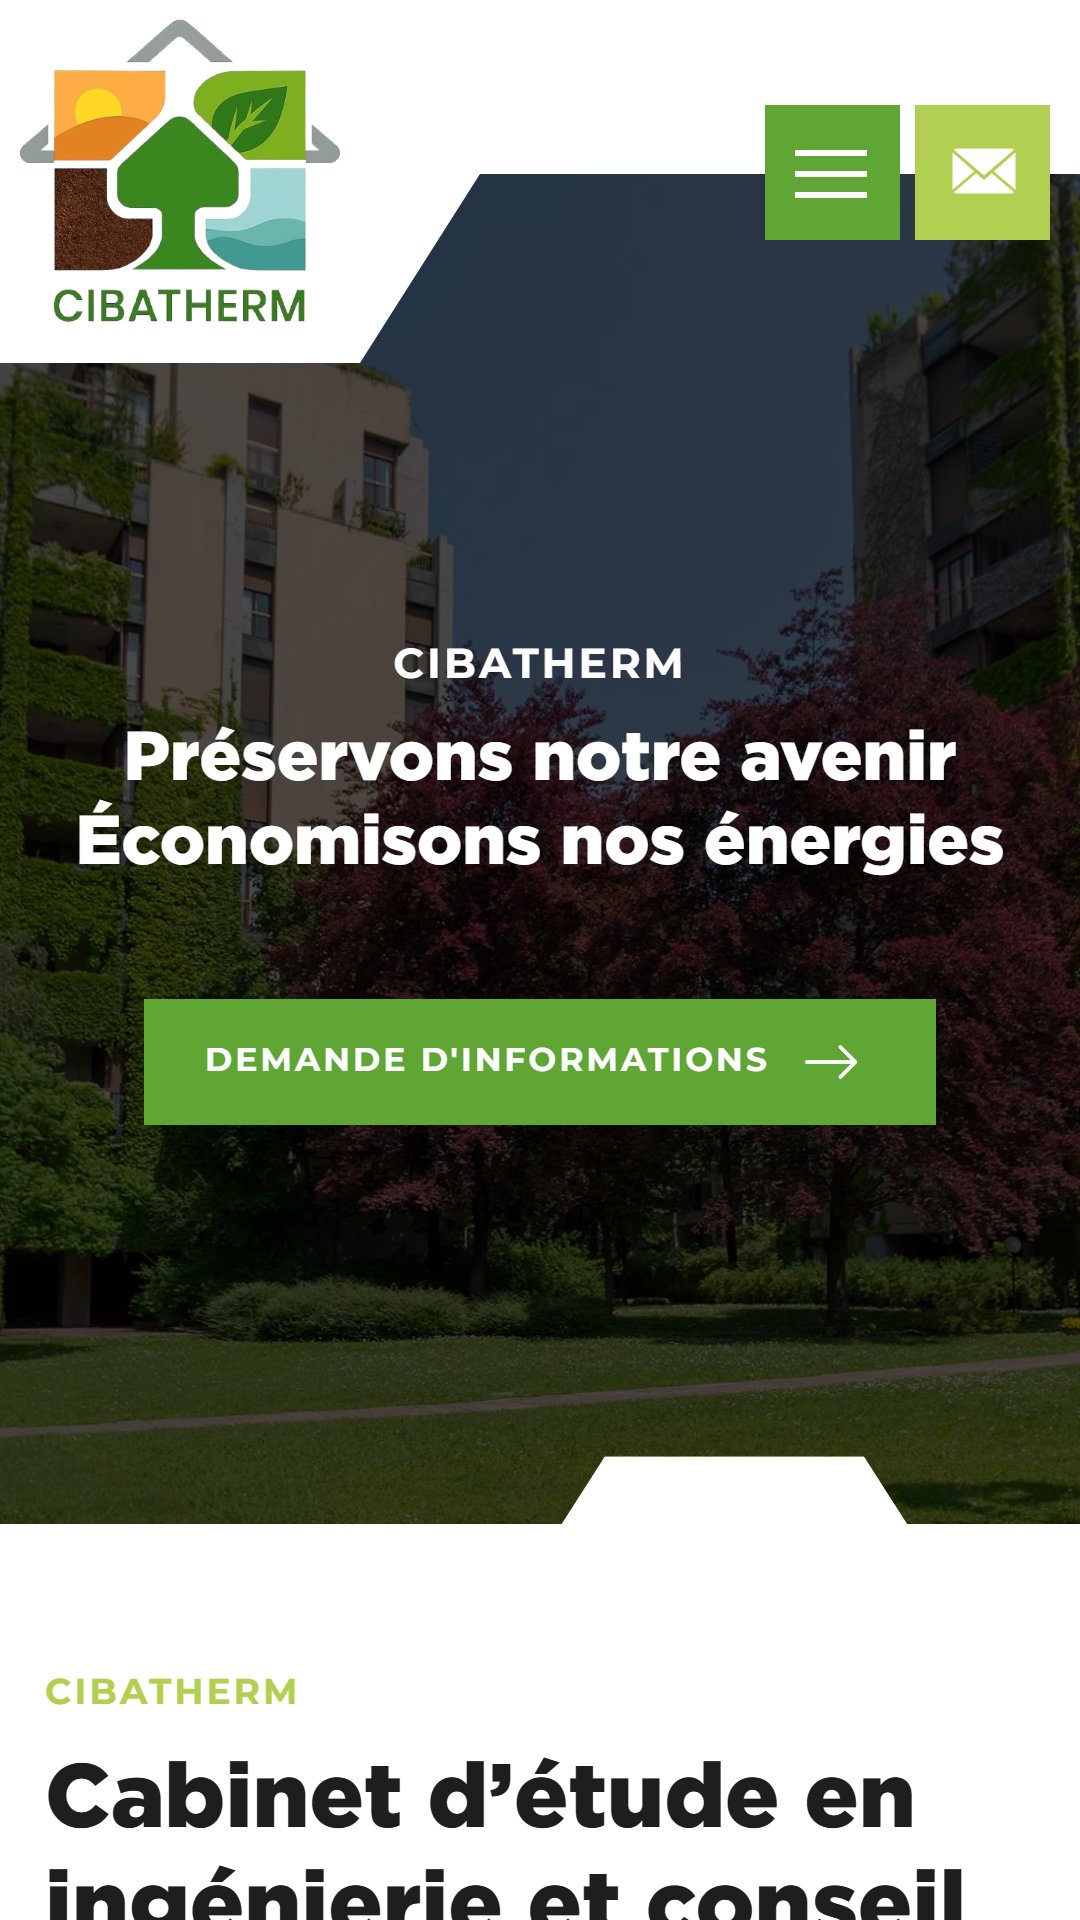 CIBATHERM
CIBATHERM
Préservons notre avenir
Économisons nos énergies
DEMANDE D'INFORMATIONS
CIBATHERM
Cabinet d’étude en
ingénierie et conseil